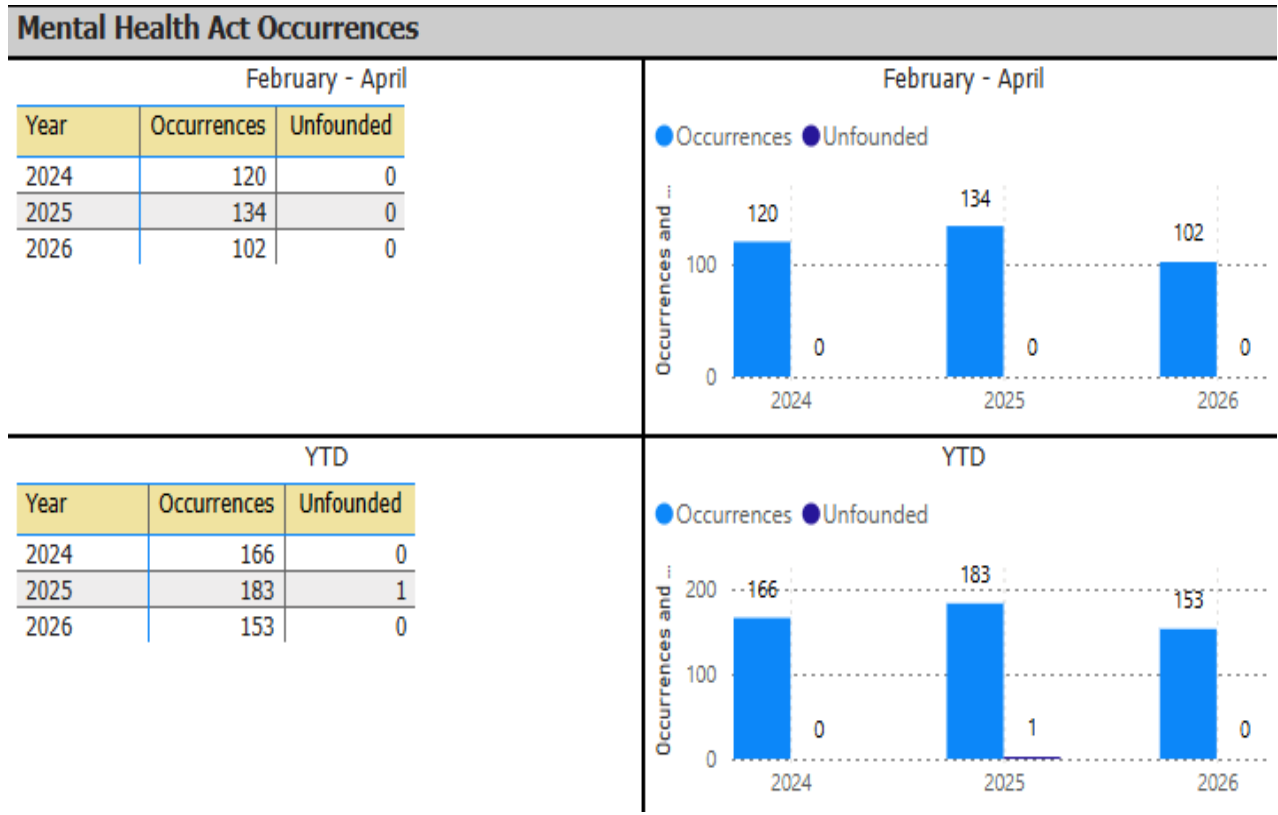 Mental Health Act Occurrences
February - April
Year Occurrences Unfounded
2024 120 0
2025 134 0
2026 102 0
February - April
Occurrences Unfounded
Occurrences and ...
134
120
102
100
0 0 0
0
2024 2025 2026
YTD
Year Occurrences Unfounded
2024 166 0
2025 183 1
2026 153 0
YTD
Occurrences Unfounded
Occurrences and ...
183
200 166
153
100
0 1 0
0
2024 2025 2026